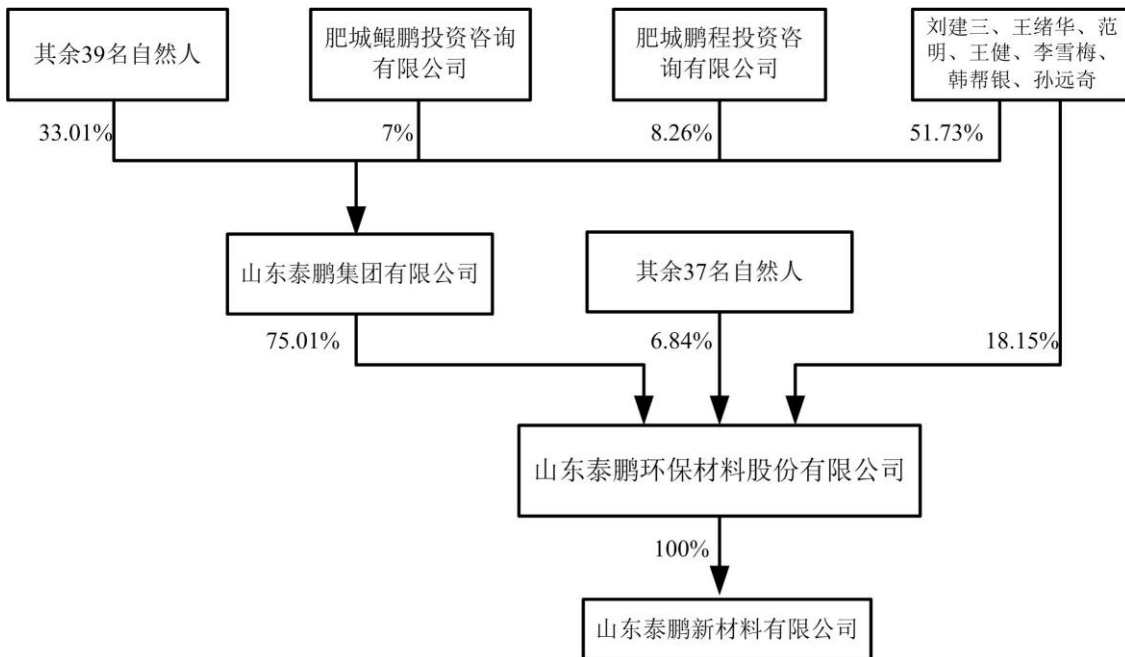 其余39名自然人
肥城鲲鹏投资咨询
有限公司
肥城鹏程投资咨
询有限公司
刘建三、王绪华、范
明、王健、李雪梅、
韩帮银、孙远奇
33.01%
7%
8.26%
51.73%
山东泰鹏集团有限公司
其余37名自然人
75.01%
6.84%
18.15%
山东泰鹏环保材料股份有限公司
100%
山东泰鹏新材料有限公司